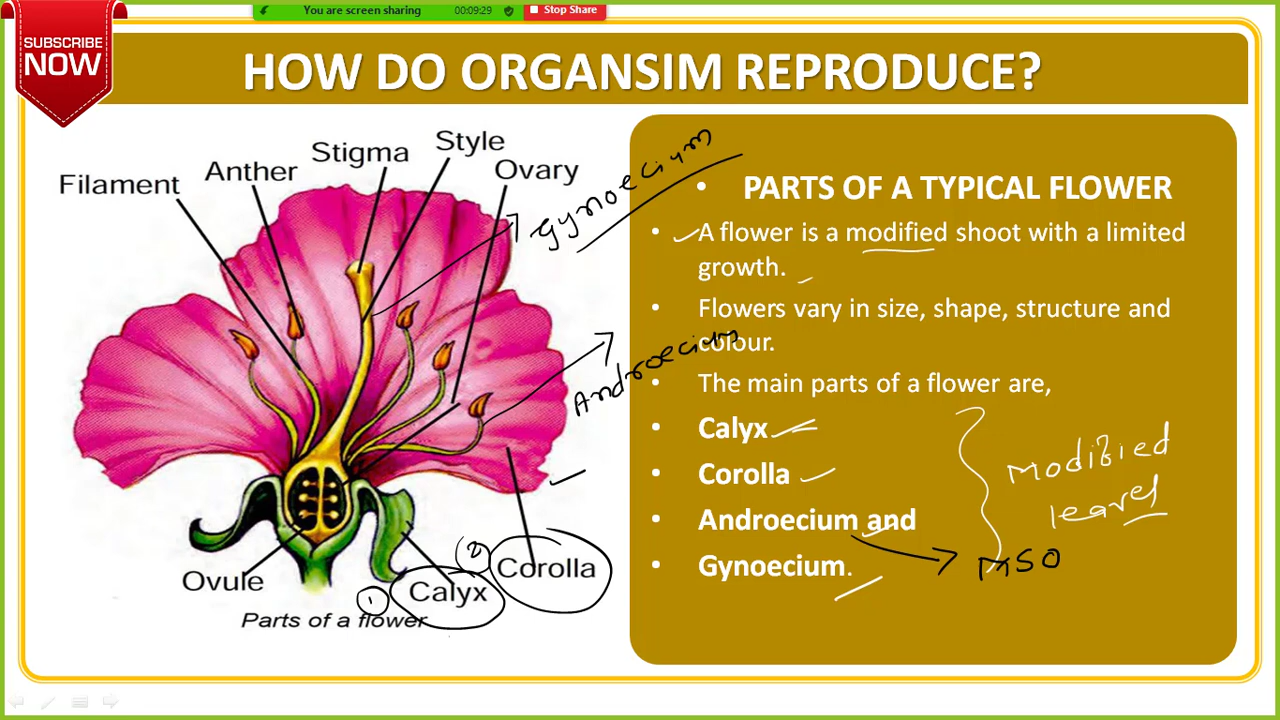 You are screen sharing
00:09:29
Stop Share
SUBSCRIBE
NOW
HOW DO ORGANSIM REPRODUCE?
Filament
Anther
Stigma
Style
Ovary
Gynoecium
Androecium
Ovule
2
Corolla
1
Calyx
Parts of a flower
• PARTS OF A TYPICAL FLOWER
• A flower is a modified shoot with a limited
growth.
• Flowers vary in size, shape, structure and
colour.
• The main parts of a flower are,
• Calyx
• Corolla
• Androecium and
• Gynoecium.
Modified
leaves
MSO